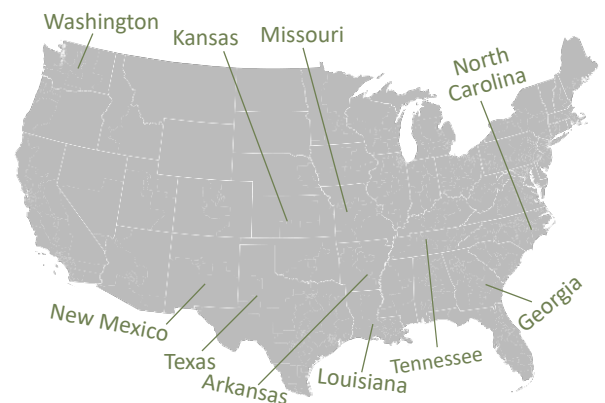 Washington
Kansas
Missouri
North
Carolina
New Mexico
Texas
Arkansas
Louisiana
Tennessee
Georgia